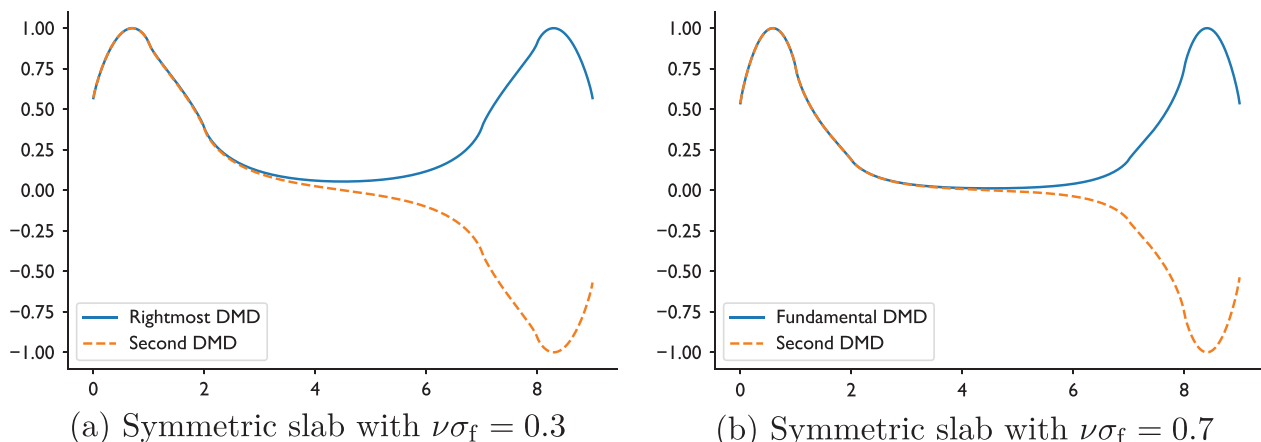 1.00
0.75
0.50
0.25
0.00
−0.25
−0.50
−0.75
−1.00
Rightmost DMD
Second DMD
0 2 4 6 8
(a) Symmetric slab with νσf = 0.3
1.00
0.75
0.50
0.25
0.00
−0.25
−0.50
−0.75
−1.00
Fundamental DMD
Second DMD
0 2 4 6 8
(b) Symmetric slab with νσf = 0.7